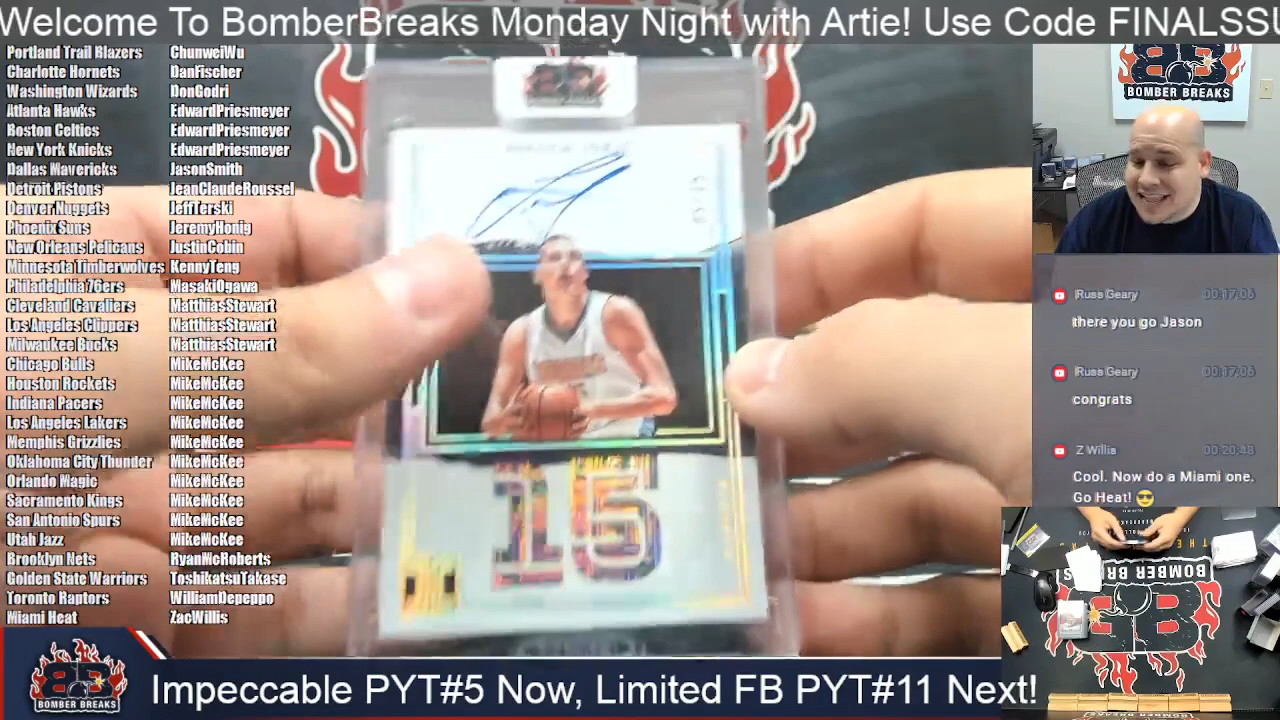 Welcome To BomberBreaks Monday Night with Artie! Use Code FINALSSU
Portland Trail Blazers ChunweiWu
Charlotte Hornets DanFischer
Washington Wizards DonGodri
Atlanta Hawks EdwardPriesmeyer
Boston Celtics EdwardPriesmeyer
New York Knicks EdwardPriesmeyer
Dallas Mavericks JasonSmith
Detroit Pistons JeanClaudeRoussel
Denver Nuggets JeffTerski
Phoenix Suns JeremyHonig
New Orleans Pelicans JustinCobin
Minnesota Timberwolves KennyTeng
Philadelphia 76ers MasakiOgawa
Cleveland Cavaliers MatthiasStewart
Los Angeles Clippers MatthiasStewart
Milwaukee Bucks MatthiasStewart
Chicago Bulls MikeMcKee
Houston Rockets MikeMcKee
Indiana Pacers MikeMcKee
Los Angeles Lakers MikeMcKee
Memphis Grizzlies MikeMcKee
Oklahoma City Thunder MikeMcKee
Orlando Magic MikeMcKee
Sacramento Kings MikeMcKee
San Antonio Spurs MikeMcKee
Utah Jazz MikeMcKee
Brooklyn Nets RyanMcRoberts
Golden State Warriors ToshikatsuTakase
Toronto Raptors WilliamDepeppo
Miami Heat ZacWillis
15
BB
BOMBER BREAKS
Russ Geary 00:17:06
there you go Jason
Russ Geary 00:17:06
congrats
Z Willis 00:20:48
Cool. Now do a Miami one.
Go Heat! 😎
BOMBER BREAKS
BB
BB
BOMBER BREAKS
Impeccable PYT#5 Now, Limited FB PYT#11 Next!